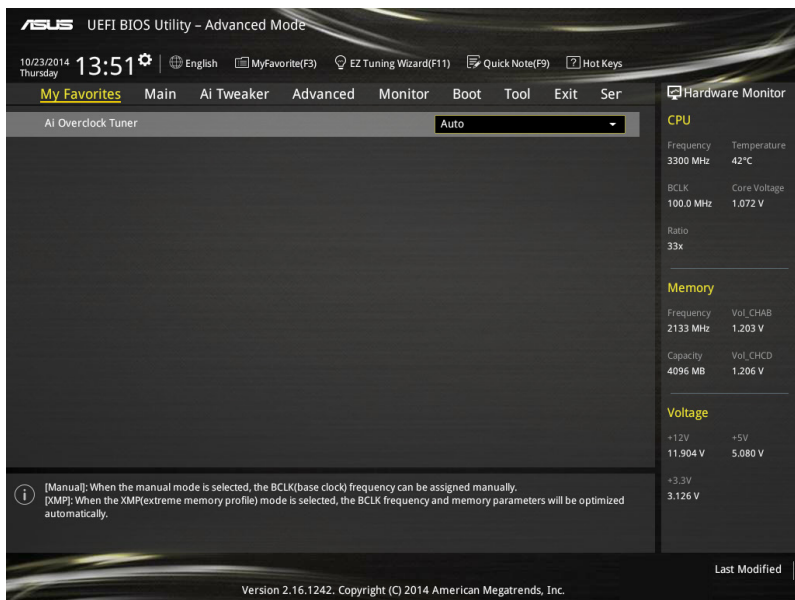 ASUS UEFI BIOS Utility – Advanced Mode
10/23/2014
Thursday
13:51
English MyFavorite(F3) EZ Tuning Wizard(F11) Quick Note(F9) ? Hot Keys
My Favorites Main Ai Tweaker Advanced Monitor Boot Tool Exit Ser
Ai Overclock Tuner Auto
[Manual]: When the manual mode is selected, the BCLK(base clock) frequency can be assigned manually.
[XMP]: When the XMP(extreme memory profile) mode is selected, the BCLK frequency and memory parameters will be optimized
automatically.
Hardware Monitor
CPU
Frequency Temperature
3300 MHz 42°C
BCLK Core Voltage
100.0 MHz 1.072 V
Ratio
33x
Memory
Frequency Vol_CHAB
2133 MHz 1.203 V
Capacity Vol_CHCD
4096 MB 1.206 V
Voltage
+12V +5V
11.904 V 5.080 V
+3.3V
3.126 V
Last Modified
Version 2.16.1242. Copyright (C) 2014 American Megatrends, Inc.